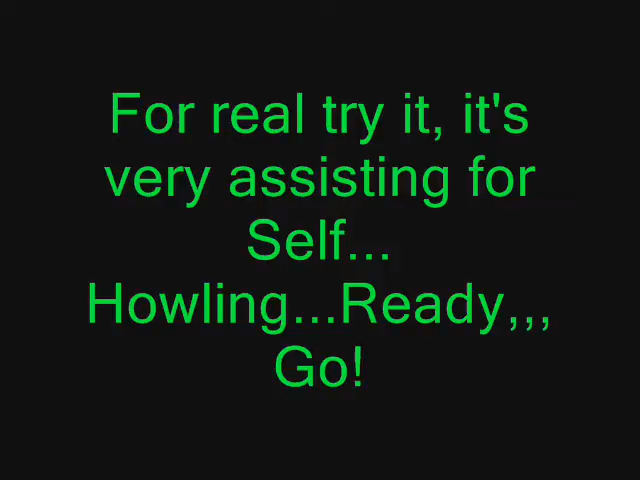 For real try it, it's
very assisting for
Self...
Howling...Ready,,,
Go!